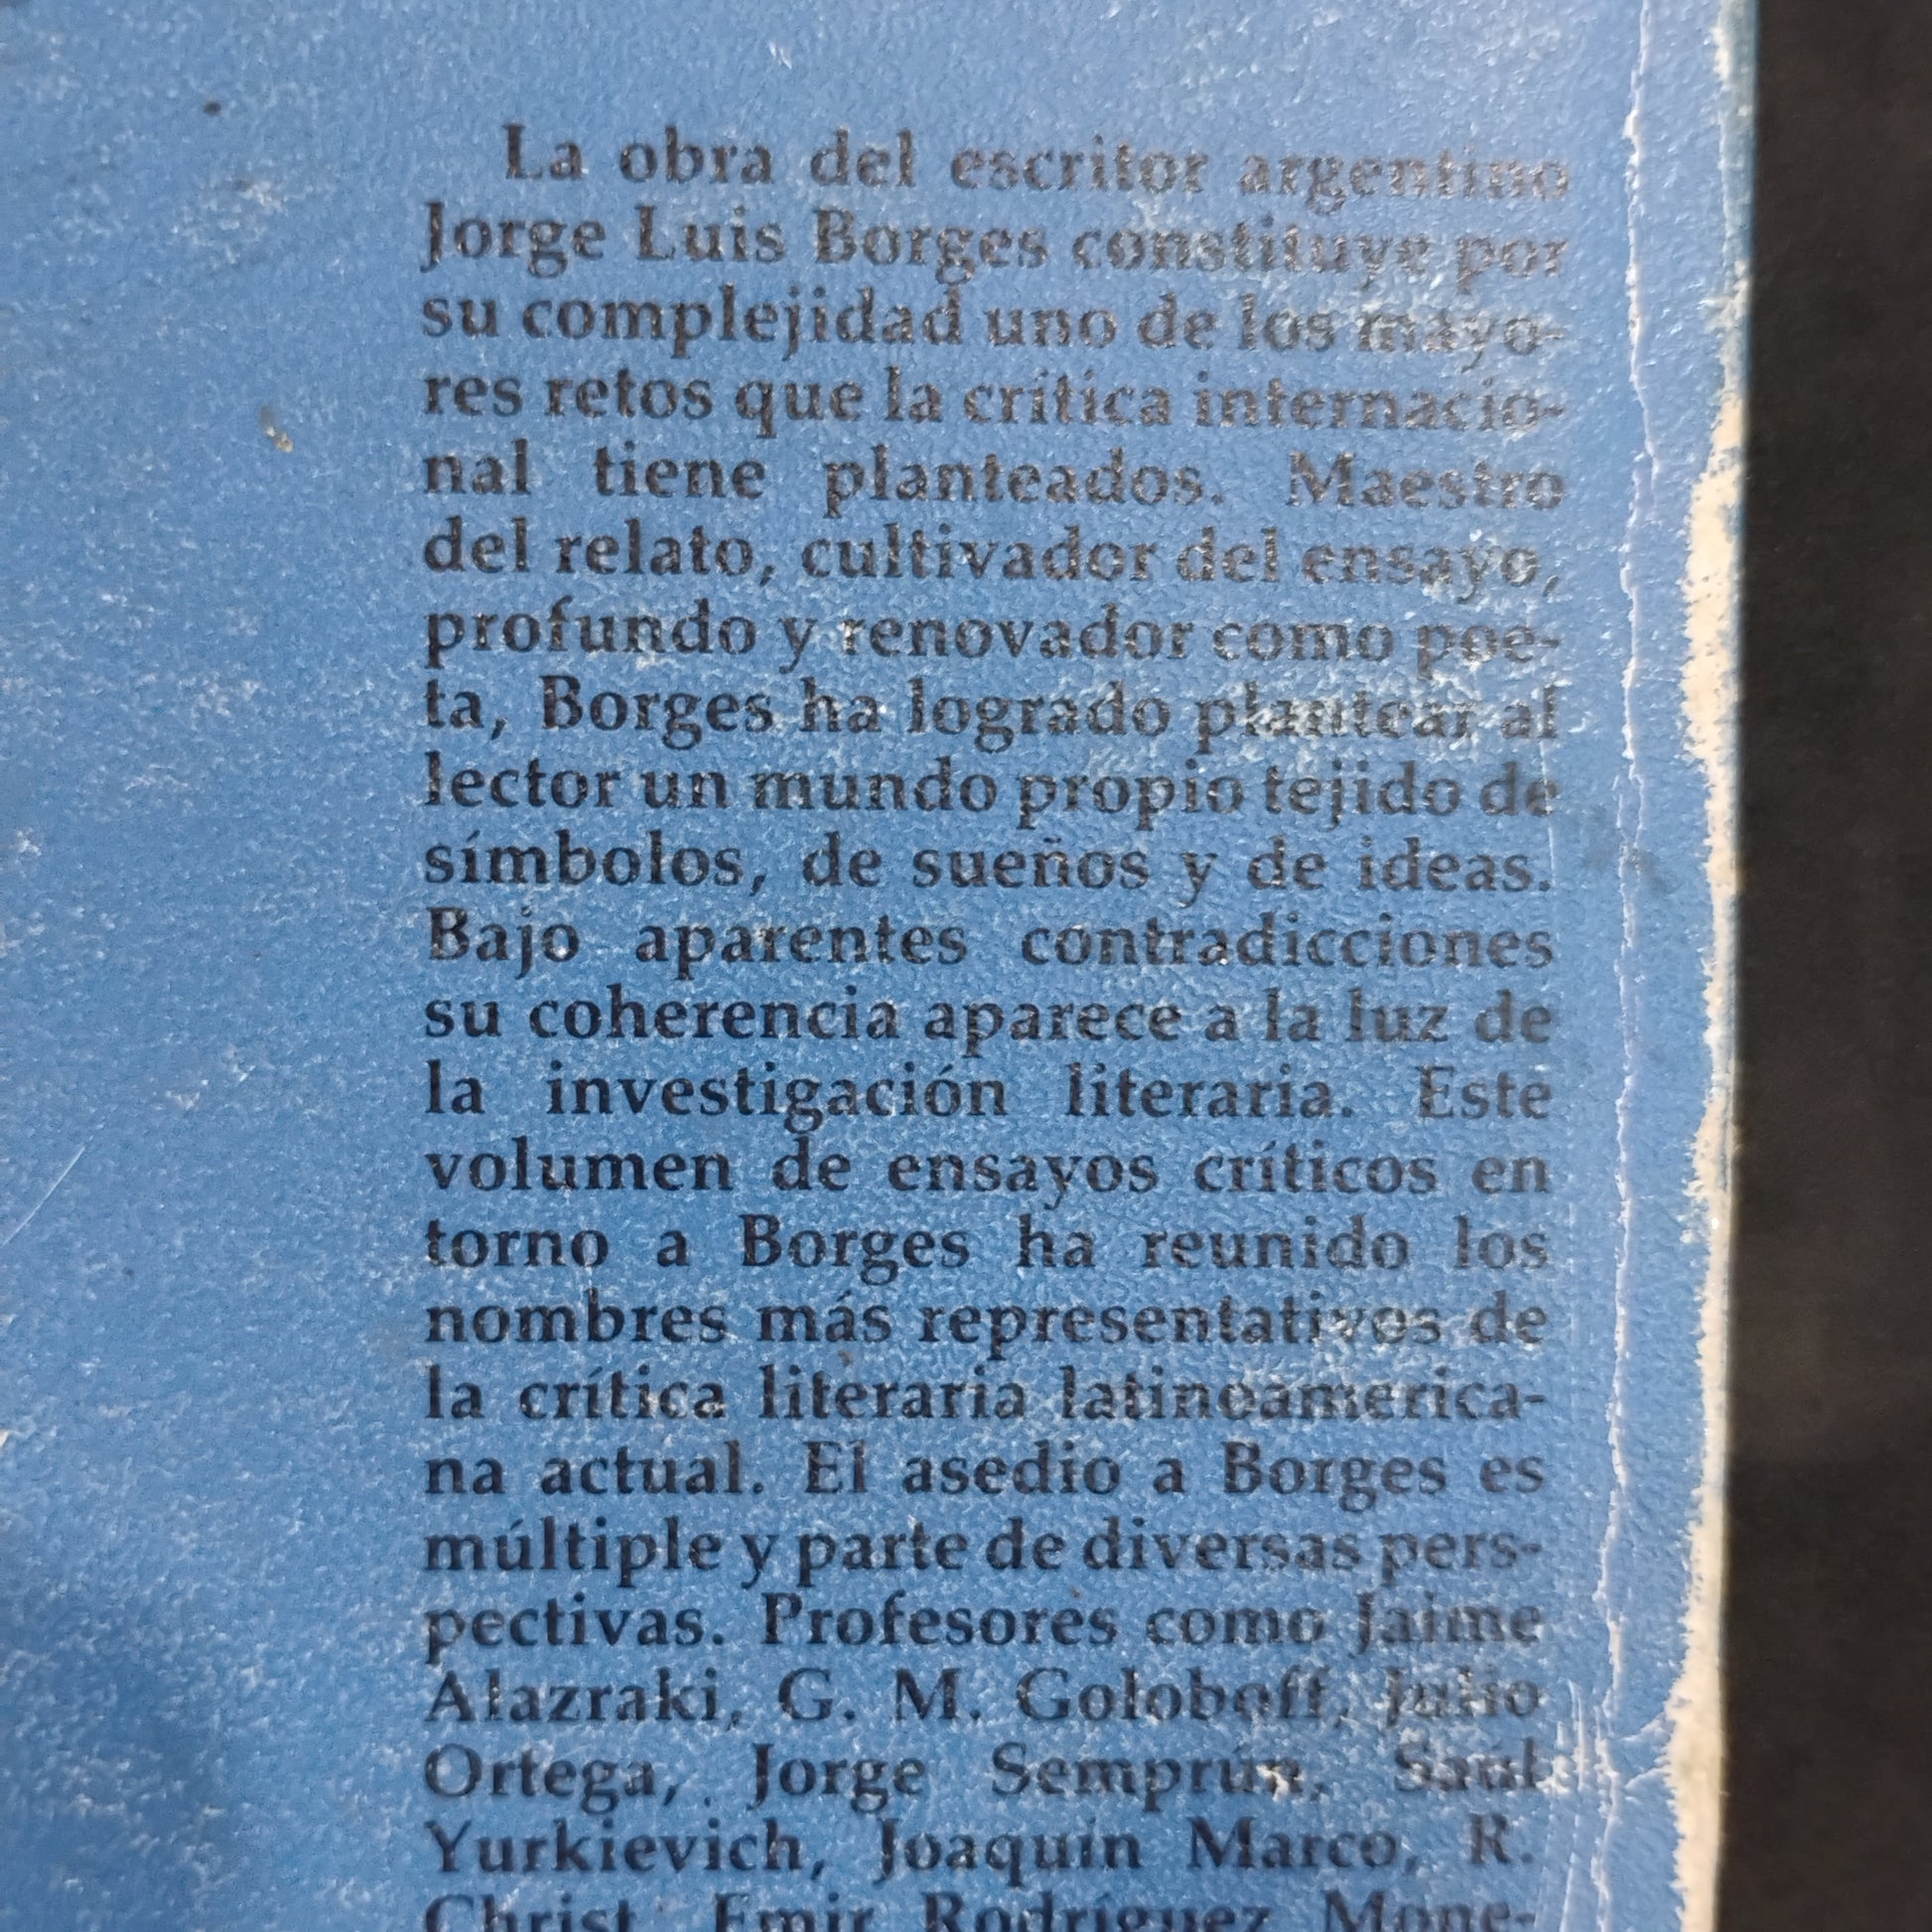 La obra del escritor argentino
Jorge Luis Borges constituye por
su complejidad uno de los mayo-
res retos que la crítica internacio-
nal tiene planteados. Maestro
del relato, cultivador del ensayo,
profundo y renovador como poe-
ta, Borges ha logrado plantear al
lector un mundo propio tejido de
símbolos, de sueños y de ideas.
Bajo aparentes contradicciones
su coherencia aparece a la luz de
la investigación literaria. Este
volumen de ensayos críticos en
torno a Borges ha reunido los
nombres más representativos de
la crítica literaria latinoamerica-
na actual. El asedio a Borges es
múltiple y parte de diversas pers-
pectivas. Profesores como Jaime
Alazraki, G. M. Goloboff, Julio
Ortega, Jorge Semprún, Saúl
Yurkievich, Joaquín Marco, R.
Christ, Emir Rodríguez Mone-